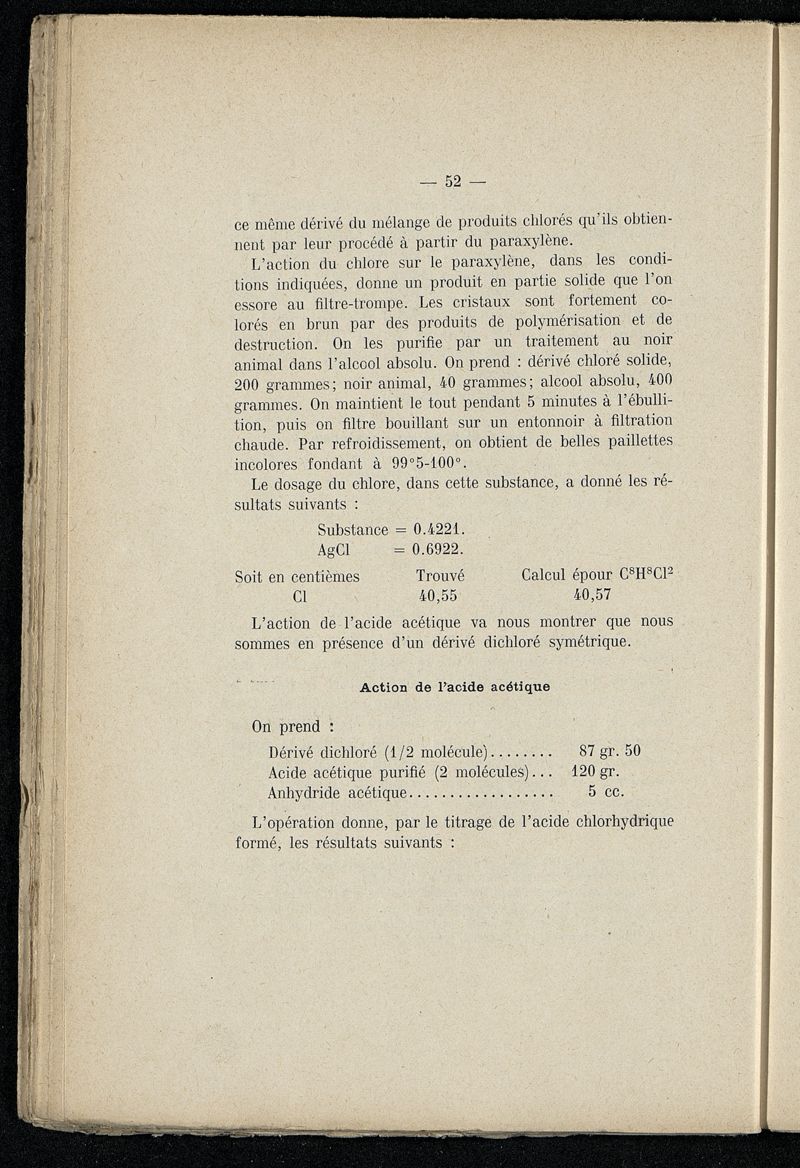 — 52 —
ce même dérivé du mélange de produits chlorés qu'ils obtien-
nent par leur procédé à partir du paraxylène.
L'action du chlore sur le paraxylène, dans les condi-
tions indiquées, donne un produit en partie solide que l'on
essore au filtre-trompe. Les cristaux sont fortement co-
lorés en brun par des produits de polymérisation et de
destruction. On les purifie par un traitement au noir
animal dans l'alcool absolu. On prend : dérivé chloré solide,
200 grammes; noir animal, 40 grammes; alcool absolu, 400
grammes. On maintient le tout pendant 5 minutes à l'ébulli-
tion, puis on filtre bouillant sur un entonnoir à filtration
chaude. Par refroidissement, on obtient de belles paillettes
incolores fondant à 99°5-100°.
Le dosage du chlore, dans cette substance, a donné les ré-
sultats suivants :
Substance = 0.4221.
AgCl = 0.6922.
Soit en centièmes Trouvé Calcul épour C⁸H⁸Cl²
Cl 40,55 40,57
L'action de l'acide acétique va nous montrer que nous
sommes en présence d'un dérivé dichloré symétrique.
Action de l'acide acétique
On prend :
Dérivé dichloré (1/2 molécule)........ 87 gr. 50
Acide acétique purifié (2 molécules)... 120 gr.
Anhydride acétique.................. 5 cc.
L'opération donne, par le titrage de l'acide chlorhydrique
formé, les résultats suivants :